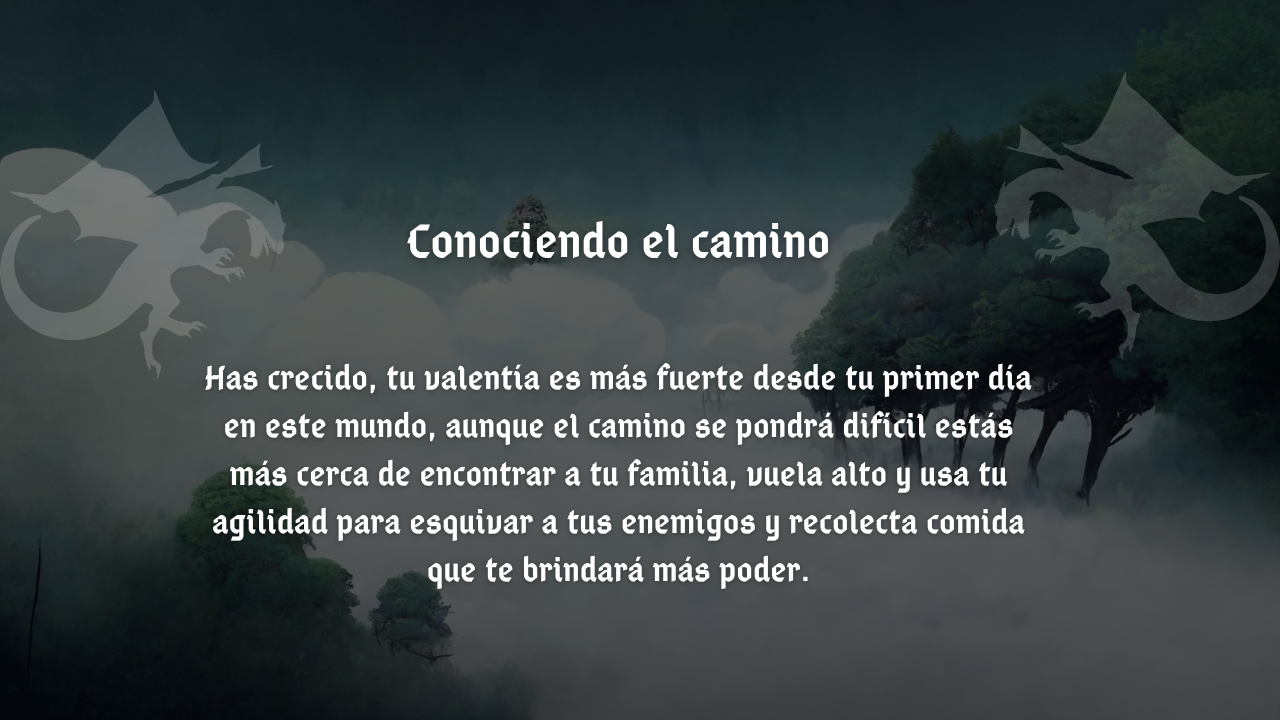 Conociendo el camino
Has crecido, tu valentía es más fuerte desde tu primer día
en este mundo, aunque el camino se pondrá difícil estás
más cerca de encontrar a tu familia, vuela alto y usa tu
agilidad para esquivar a tus enemigos y recolecta comida
que te brindará más poder.